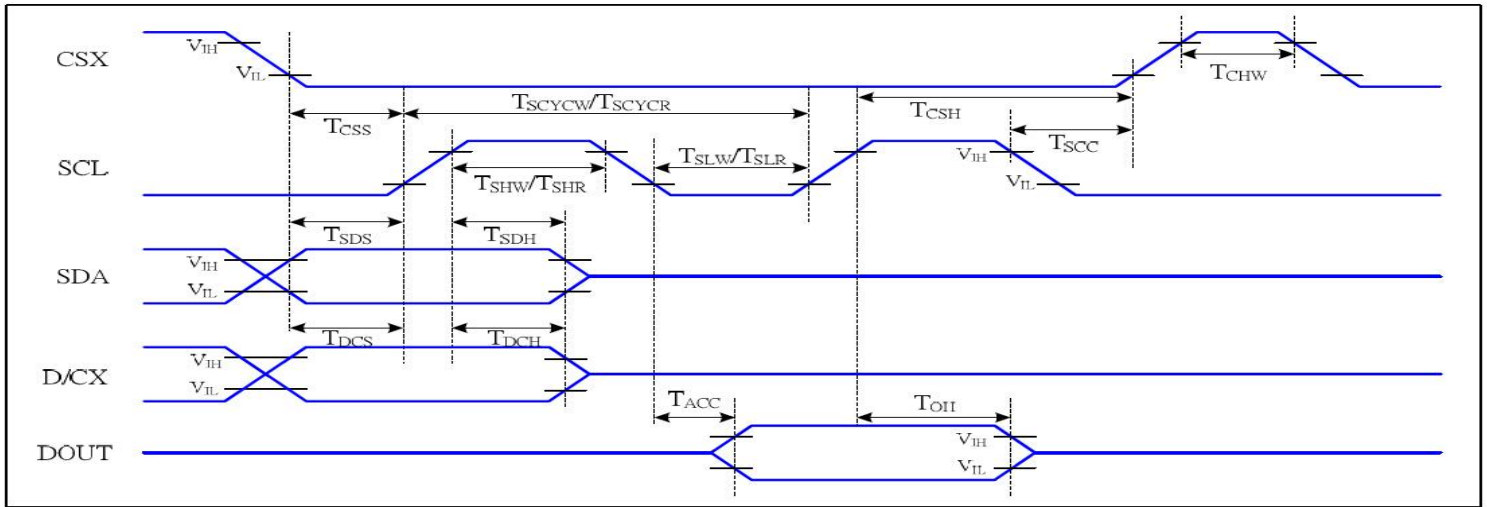 CSX
VIH
VIL
TCHW
TCSS
TSCYCW/TSCYCR
TCSH
TSCC
SCL
TSHW/TSHR
TSLW/TSLR
VIH
VIL
TSDS
TSDH
SDA
VIH
VIL
TDCS
TDCH
D/CX
VIH
VIL
TACC
TOH
DOUT
VIH
VIL